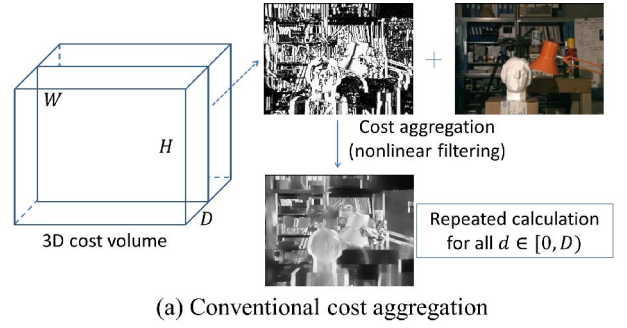 W
H
D
3D cost volume
+
Cost aggregation
(nonlinear filtering)
Repeated calculation
for all d ∈ [0, D)
(a) Conventional cost aggregation